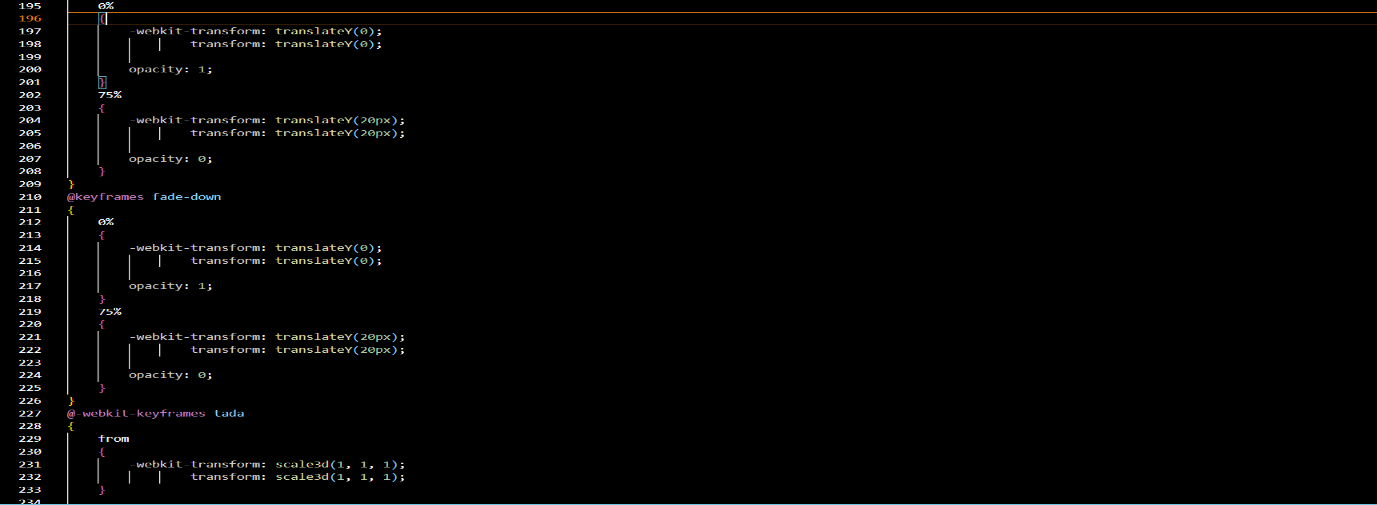 195 0%
196 {
197 -webkit-transform: translateY(0);
198 transform: translateY(0);
199
200 opacity: 1;
201 }
202 75%
203 {
204 -webkit-transform: translateY(20px);
205 transform: translateY(20px);
206
207 opacity: 0;
208 }
209 }
210 @keyframes fade-down
211 {
212 0%
213 {
214 -webkit-transform: translateY(0);
215 transform: translateY(0);
216
217 opacity: 1;
218 }
219 75%
220 {
221 -webkit-transform: translateY(20px);
222 transform: translateY(20px);
223
224 opacity: 0;
225 }
226 }
227 @-webkit-keyframes tada
228 {
229 from
230 {
231 -webkit-transform: scale3d(1, 1, 1);
232 transform: scale3d(1, 1, 1);
233 }
234